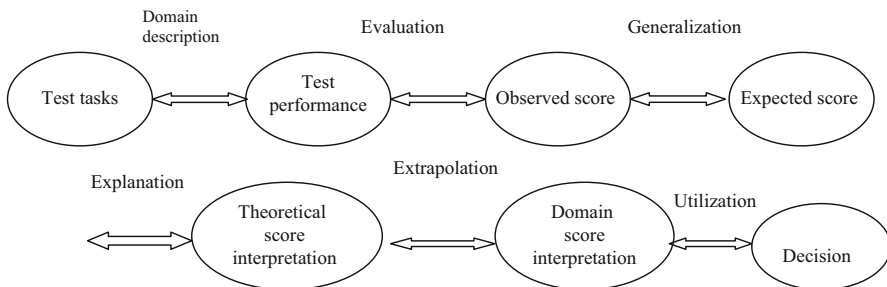 Domain
description
Evaluation
Generalization
Test tasks
Test
performance
Observed score
Expected score
Explanation
Extrapolation
Utilization
Theoretical
score
interpretation
Domain
score
interpretation
Decision